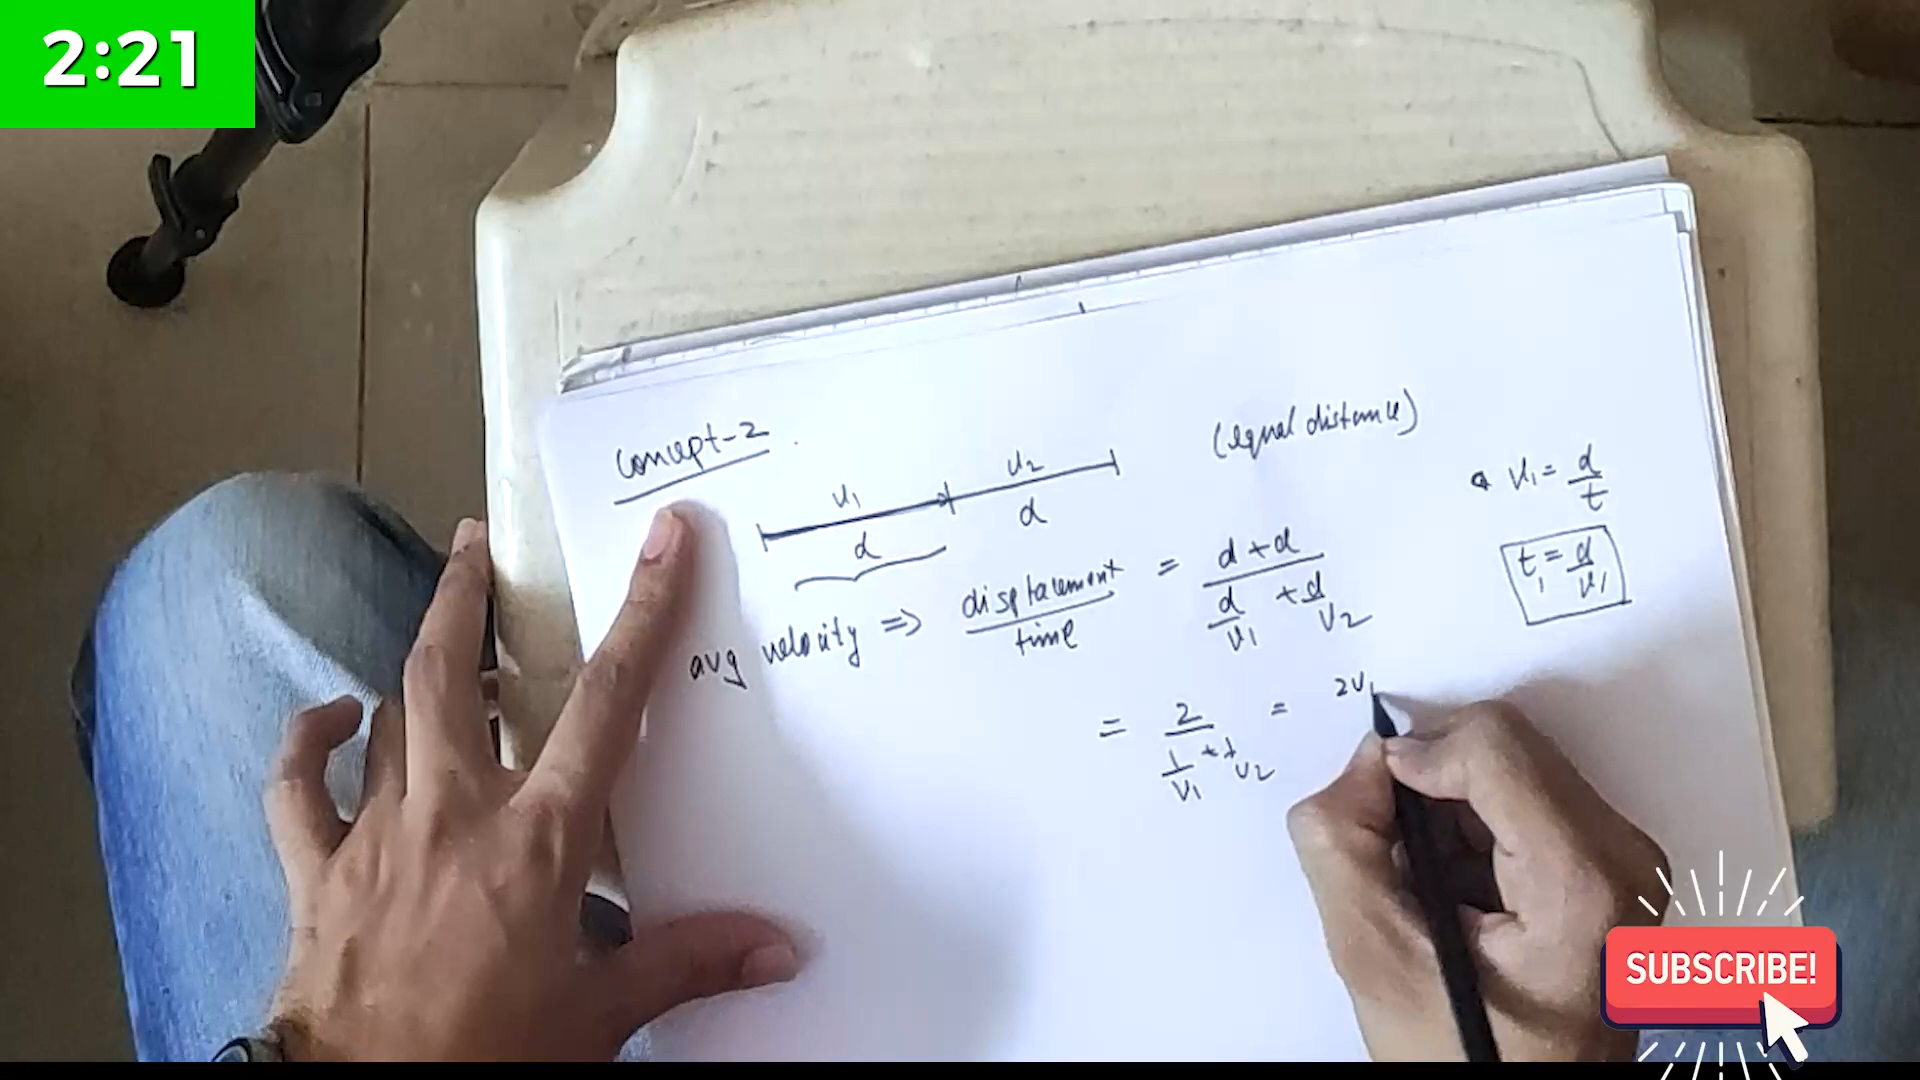 2:21
Concept-2
(equal distance)
v₁ v₂
d d
v₁ = d/t
t₁ = d/v₁
avg velocity => displacement/time = d+d / d/v₁ + d/v₂
= 2 / 1/v₁ + 1/v₂ = 2v₁
SUBSCRIBE!